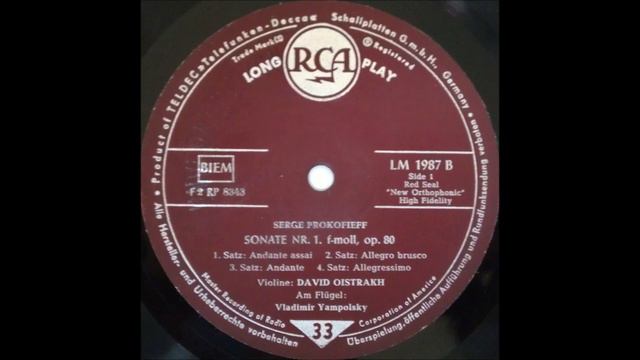 • Product of TELDEC »Telefunken-Decca« Schallplatten G.m.b.H., Germany
Trade Mark(s) ® Registered
LONG RCA PLAY
BIEM
F2 RP 8343
LM 1987 B
Side 1
Red Seal
"New Orthophonic"
High Fidelity
SERGE PROKOFIEFF
SONATE NR. 1, f-moll, op. 80
1. Satz: Andante assai 2. Satz: Allegro brusco
3. Satz: Andante 4. Satz: Allegrissimo
Violine: DAVID OISTRAKH
Am Flügel:
Vladimir Yampolsky
Master Recording of Radio Corporation of America
33
• Alle Hersteller- und Urheberrechte vorbehalten
Überspielung, öffentliche Aufführung und Rundfunksendung verboten